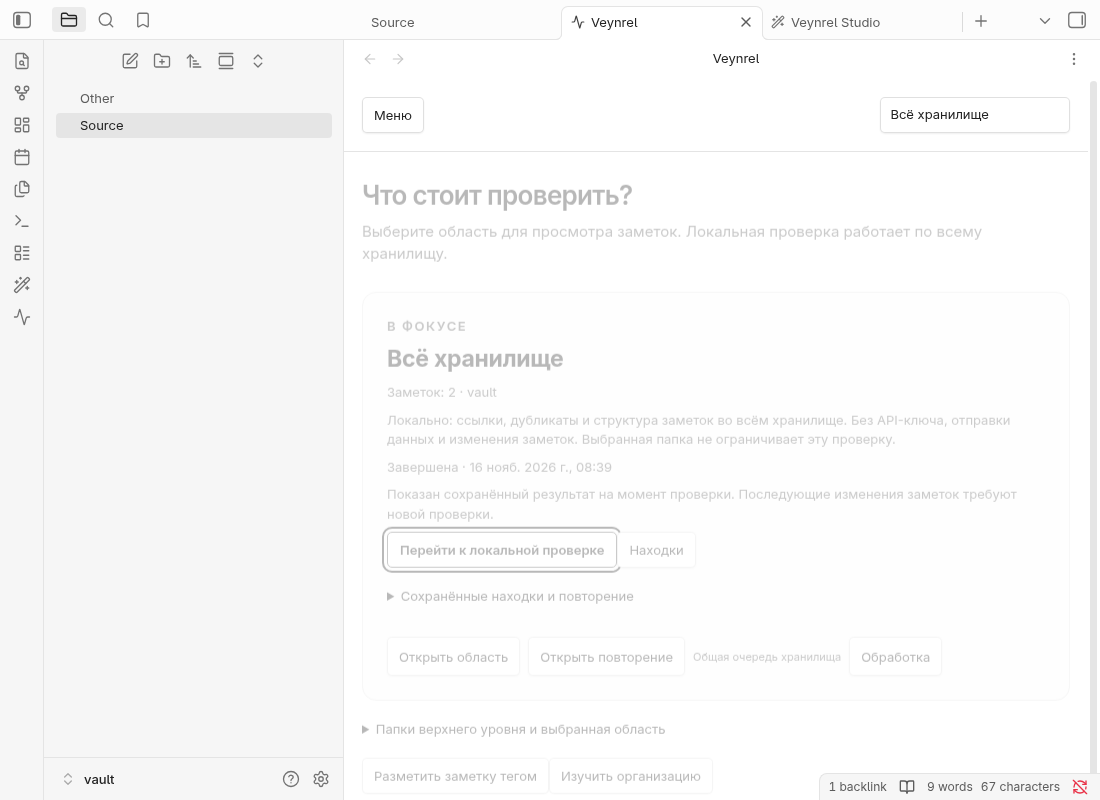 Source
Veynrel
Veynrel Studio
Other
Source
Veynrel
Меню
Всё хранилище
Что стоит проверить?
Выберите область для просмотра заметок. Локальная проверка работает по всему
хранилищу.
В ФОКУСЕ
Всё хранилище
Заметок: 2 · vault
Локально: ссылки, дубликаты и структура заметок во всём хранилище. Без API-ключа, отправки
данных и изменения заметок. Выбранная папка не ограничивает эту проверку.
Завершена · 16 нояб. 2026 г., 08:39
Показан сохранённый результат на момент проверки. Последующие изменения заметок требуют
новой проверки.
Перейти к локальной проверке
Находки
Сохранённые находки и повторение
Открыть область
Открыть повторение
Общая очередь хранилища
Обработка
Папки верхнего уровня и выбранная область
Разметить заметку тегом
Изучить организацию
vault
1 backlink
9 words
67 characters